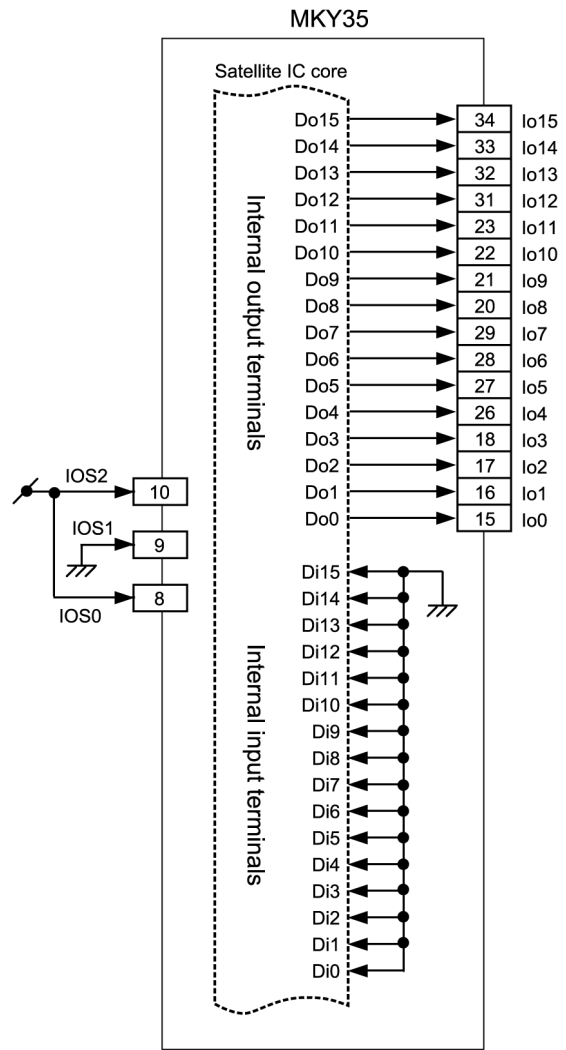 MKY35
Satellite IC core
Do15 34 Io15
Do14 33 Io14
Do13 32 Io13
Do12 31 Io12
Do11 23 Io11
Do10 22 Io10
Do9 21 Io9
Do8 20 Io8
Do7 29 Io7
Do6 28 Io6
Do5 27 Io5
Do4 26 Io4
Do3 18 Io3
Do2 17 Io2
Do1 16 Io1
Do0 15 Io0
Internal output terminals
IOS2 10
IOS1 9
IOS0 8
Di15
Di14
Di13
Di12
Di11
Di10
Di9
Di8
Di7
Di6
Di5
Di4
Di3
Di2
Di1
Di0
Internal input terminals